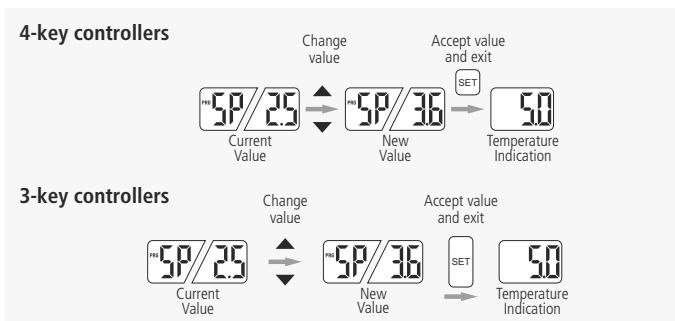 4-key controllers
Change
value
Accept value
and exit
SET
PRG SP/2.5
PRG SP/3.6
5.0
Current
Value
New
Value
Temperature
Indication
3-key controllers
Change
value
Accept value
and exit
PRG SP/2.5
PRG SP/3.6
SET
5.0
Current
Value
New
Value
Temperature
Indication